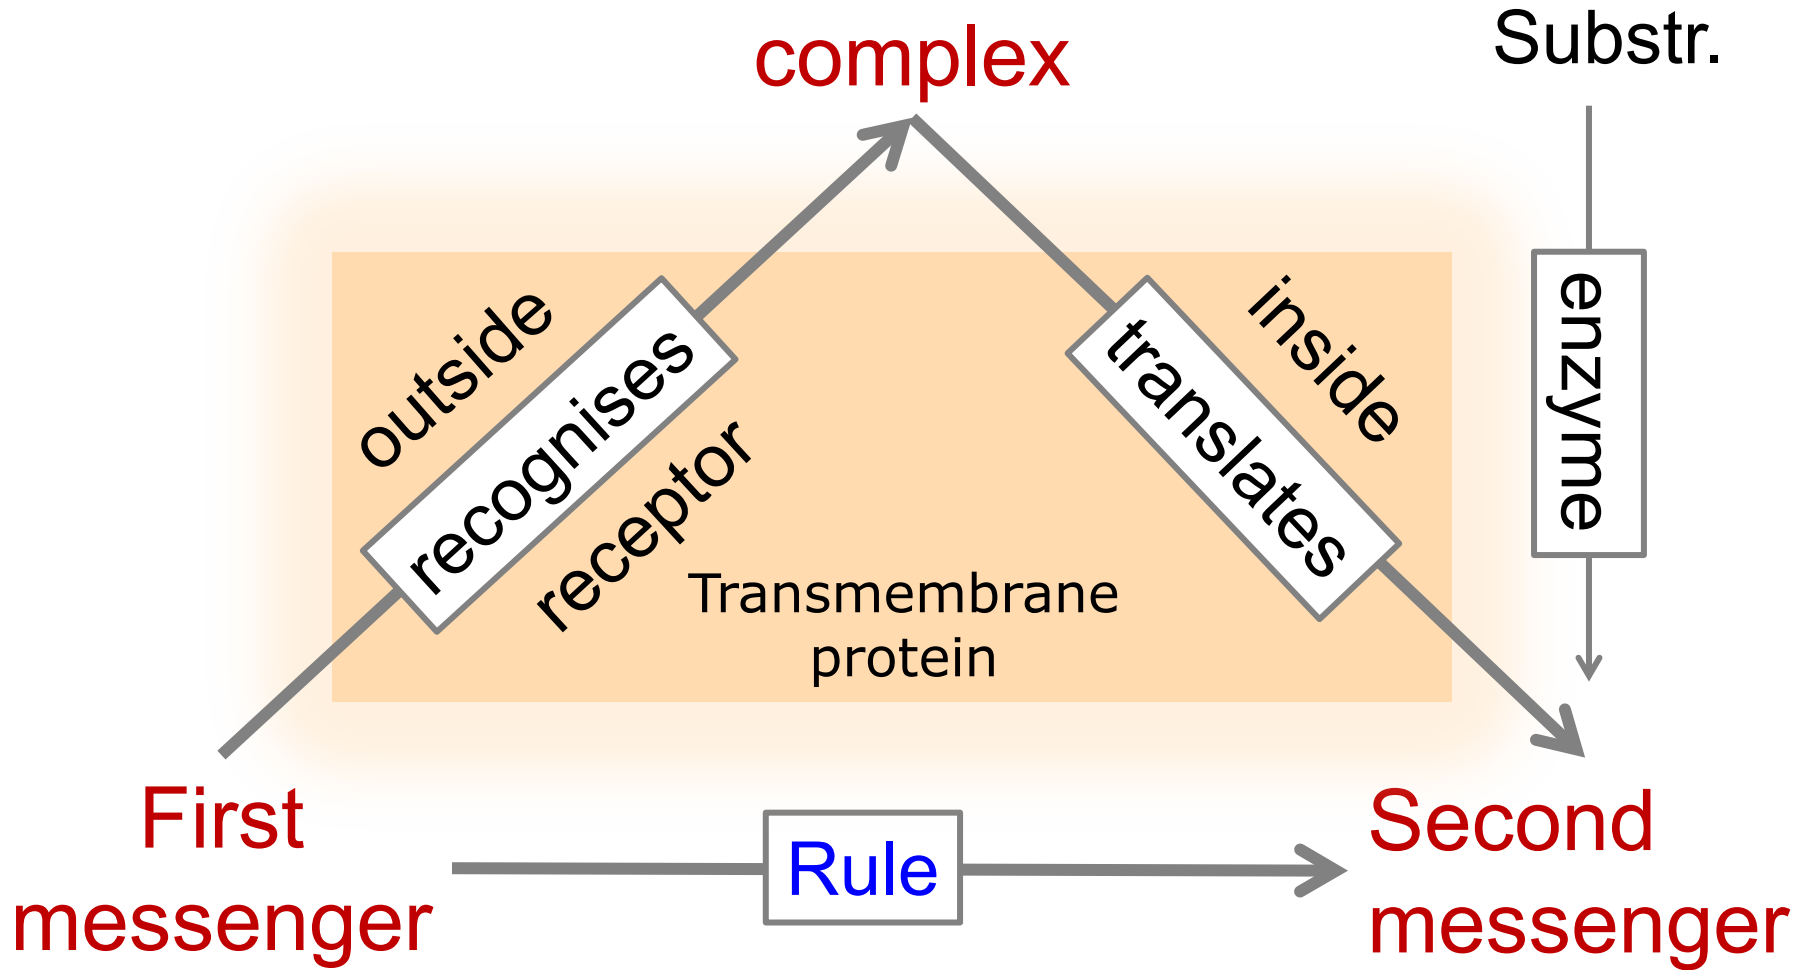 complex
Substr.
outside
recognises
receptor
translates
inside
enzyme
Transmembrane
protein
First
messenger
Rule
Second
messenger